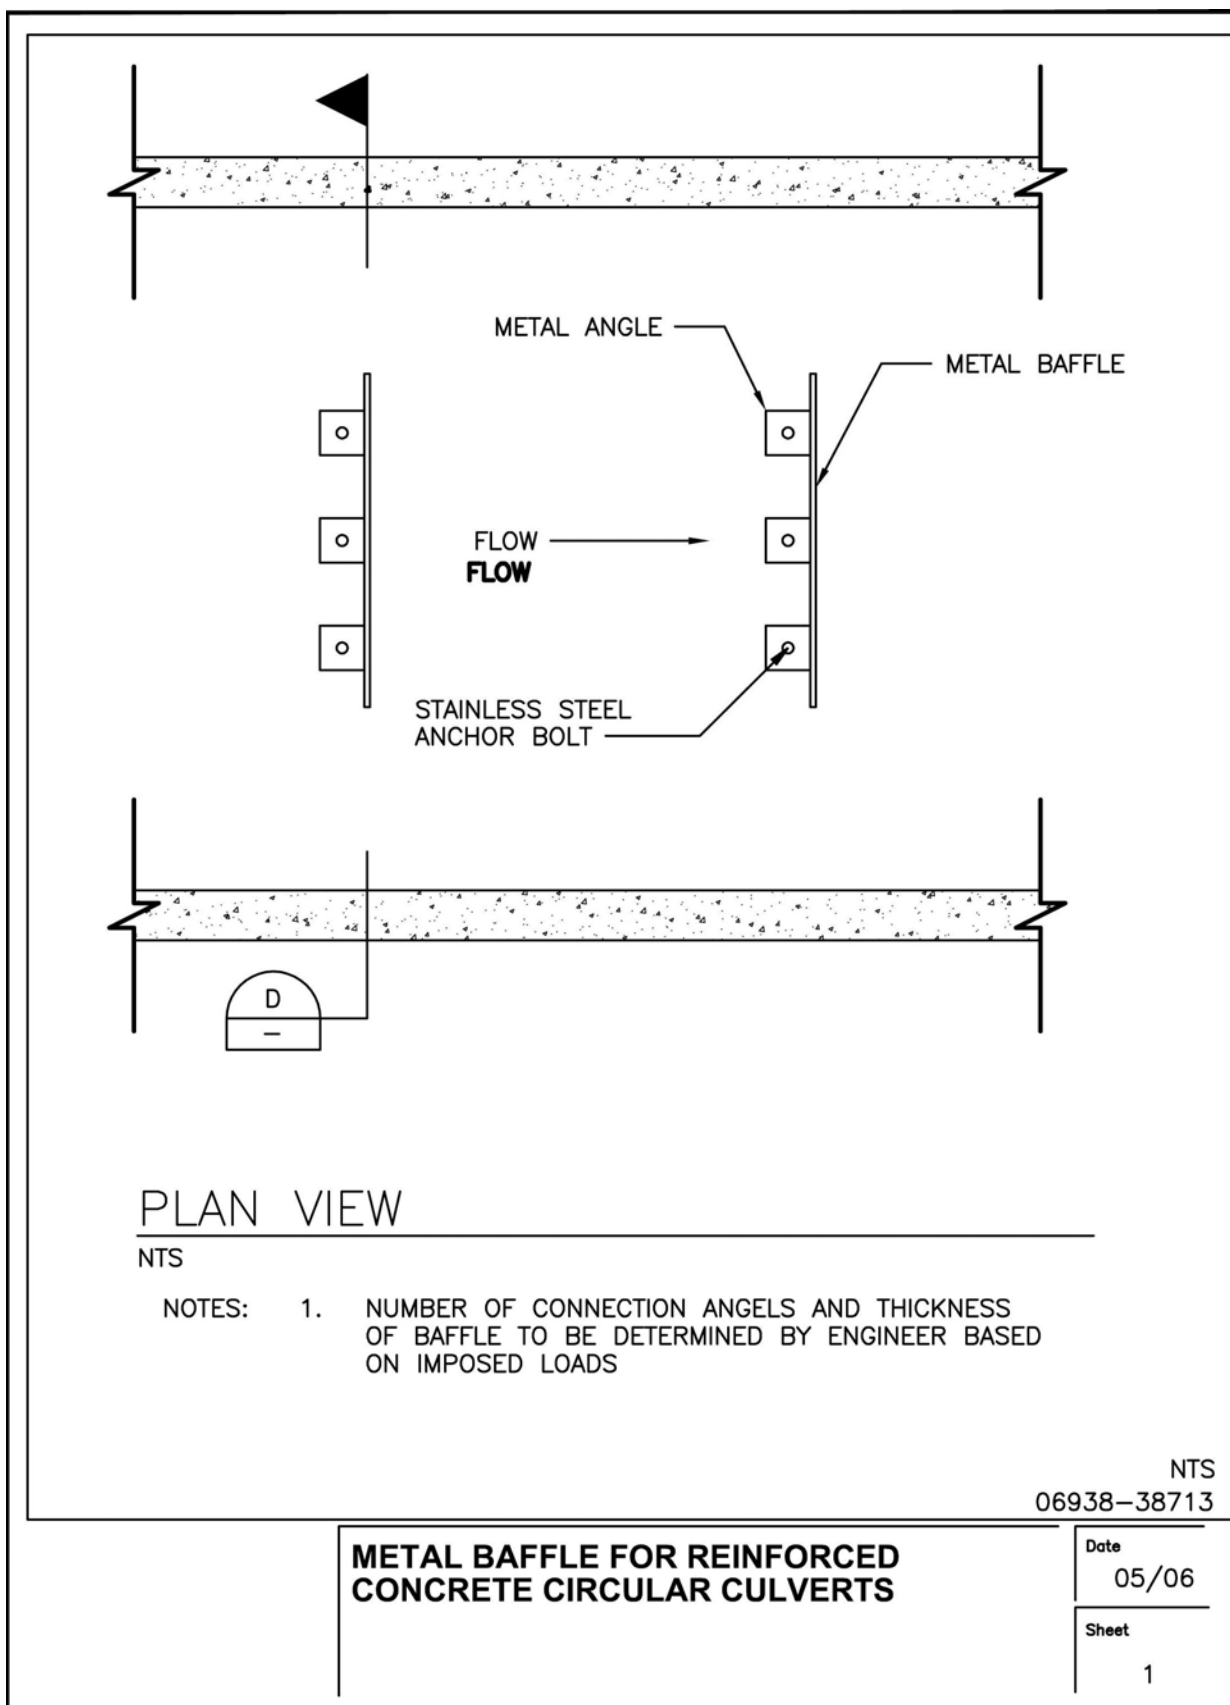 METAL ANGLE
METAL BAFFLE
FLOW
FLOW
STAINLESS STEEL
ANCHOR BOLT
D
–
PLAN VIEW
NTS
NOTES: 1. NUMBER OF CONNECTION ANGELS AND THICKNESS
OF BAFFLE TO BE DETERMINED BY ENGINEER BASED
ON IMPOSED LOADS
NTS
06938–38713
METAL BAFFLE FOR REINFORCED
CONCRETE CIRCULAR CULVERTS
Date
05/06
Sheet
1